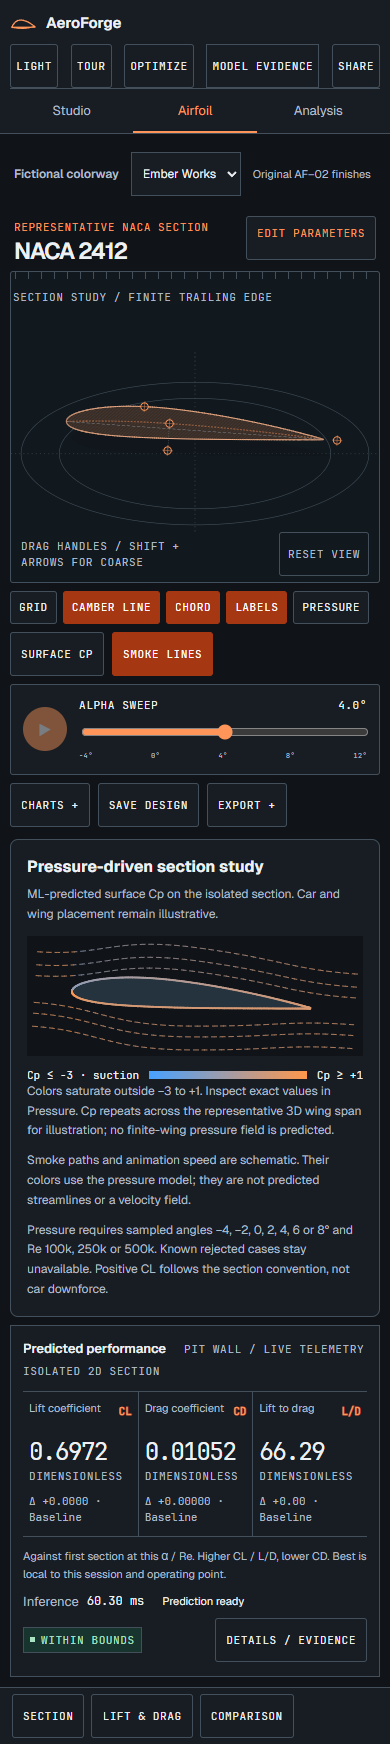 AeroForge
LIGHT TOUR OPTIMIZE MODEL EVIDENCE SHARE
Studio Airfoil Analysis
Fictional colorway Ember Works Original AF-02 finishes
REPRESENTATIVE NACA SECTION
NACA 2412
EDIT PARAMETERS
SECTION STUDY / FINITE TRAILING EDGE
DRAG HANDLES / SHIFT +
ARROWS FOR COARSE
RESET VIEW
GRID CAMBER LINE CHORD LABELS PRESSURE
SURFACE CP SMOKE LINES
ALPHA SWEEP 4.0°
-4° 0° 4° 8° 12°
CHARTS + SAVE DESIGN EXPORT +
Pressure-driven section study
ML-predicted surface Cp on the isolated section. Car and
wing placement remain illustrative.
Cp ≤ -3 · suction Cp ≥ +1
Colors saturate outside −3 to +1. Inspect exact values in
Pressure. Cp repeats across the representative 3D wing span
for illustration; no finite-wing pressure field is predicted.
Smoke paths and animation speed are schematic. Their
colors use the pressure model; they are not predicted
streamlines or a velocity field.
Pressure requires sampled angles −4, −2, 0, 2, 4, 6 or 8° and
Re 100k, 250k or 500k. Known rejected cases stay
unavailable. Positive CL follows the section convention, not
car downforce.
Predicted performance PIT WALL / LIVE TELEMETRY
ISOLATED 2D SECTION
Lift coefficient CL Drag coefficient CD Lift to drag L/D
0.6972 0.01052 66.29
DIMENSIONLESS DIMENSIONLESS DIMENSIONLESS
Δ +0.0000 · Δ +0.00000 · Δ +0.00 ·
Baseline Baseline Baseline
Against first section at this α / Re. Higher CL / L/D, lower CD. Best is
local to this session and operating point.
Inference 60.30 ms Prediction ready
WITHIN BOUNDS DETAILS / EVIDENCE
SECTION LIFT & DRAG COMPARISON